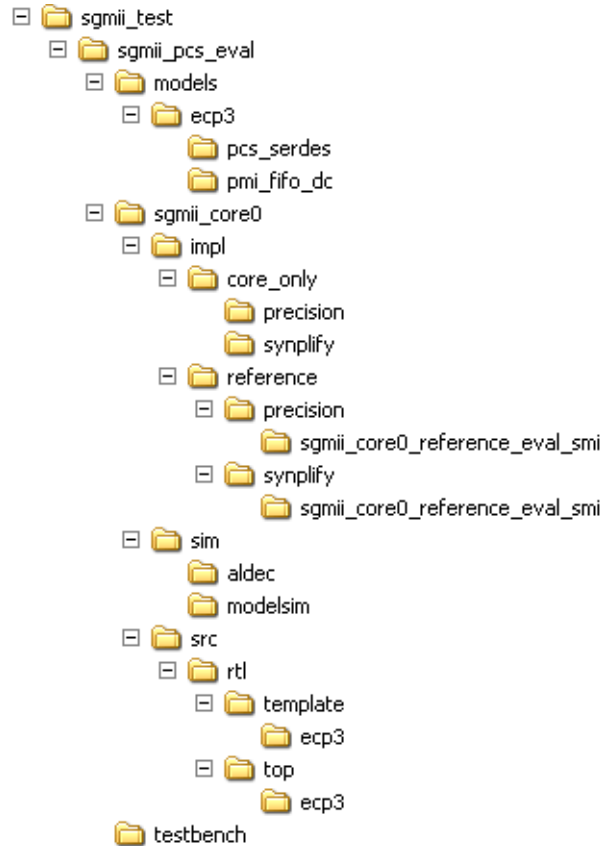 sgmii_test
sgmii_pcs_eval
models
ecp3
pcs_serdes
pmi_fifo_dc
sgmii_core0
impl
core_only
precision
synplify
reference
precision
sgmii_core0_reference_eval_smi
synplify
sgmii_core0_reference_eval_smi
sim
aldec
modelsim
src
rtl
template
ecp3
top
ecp3
testbench